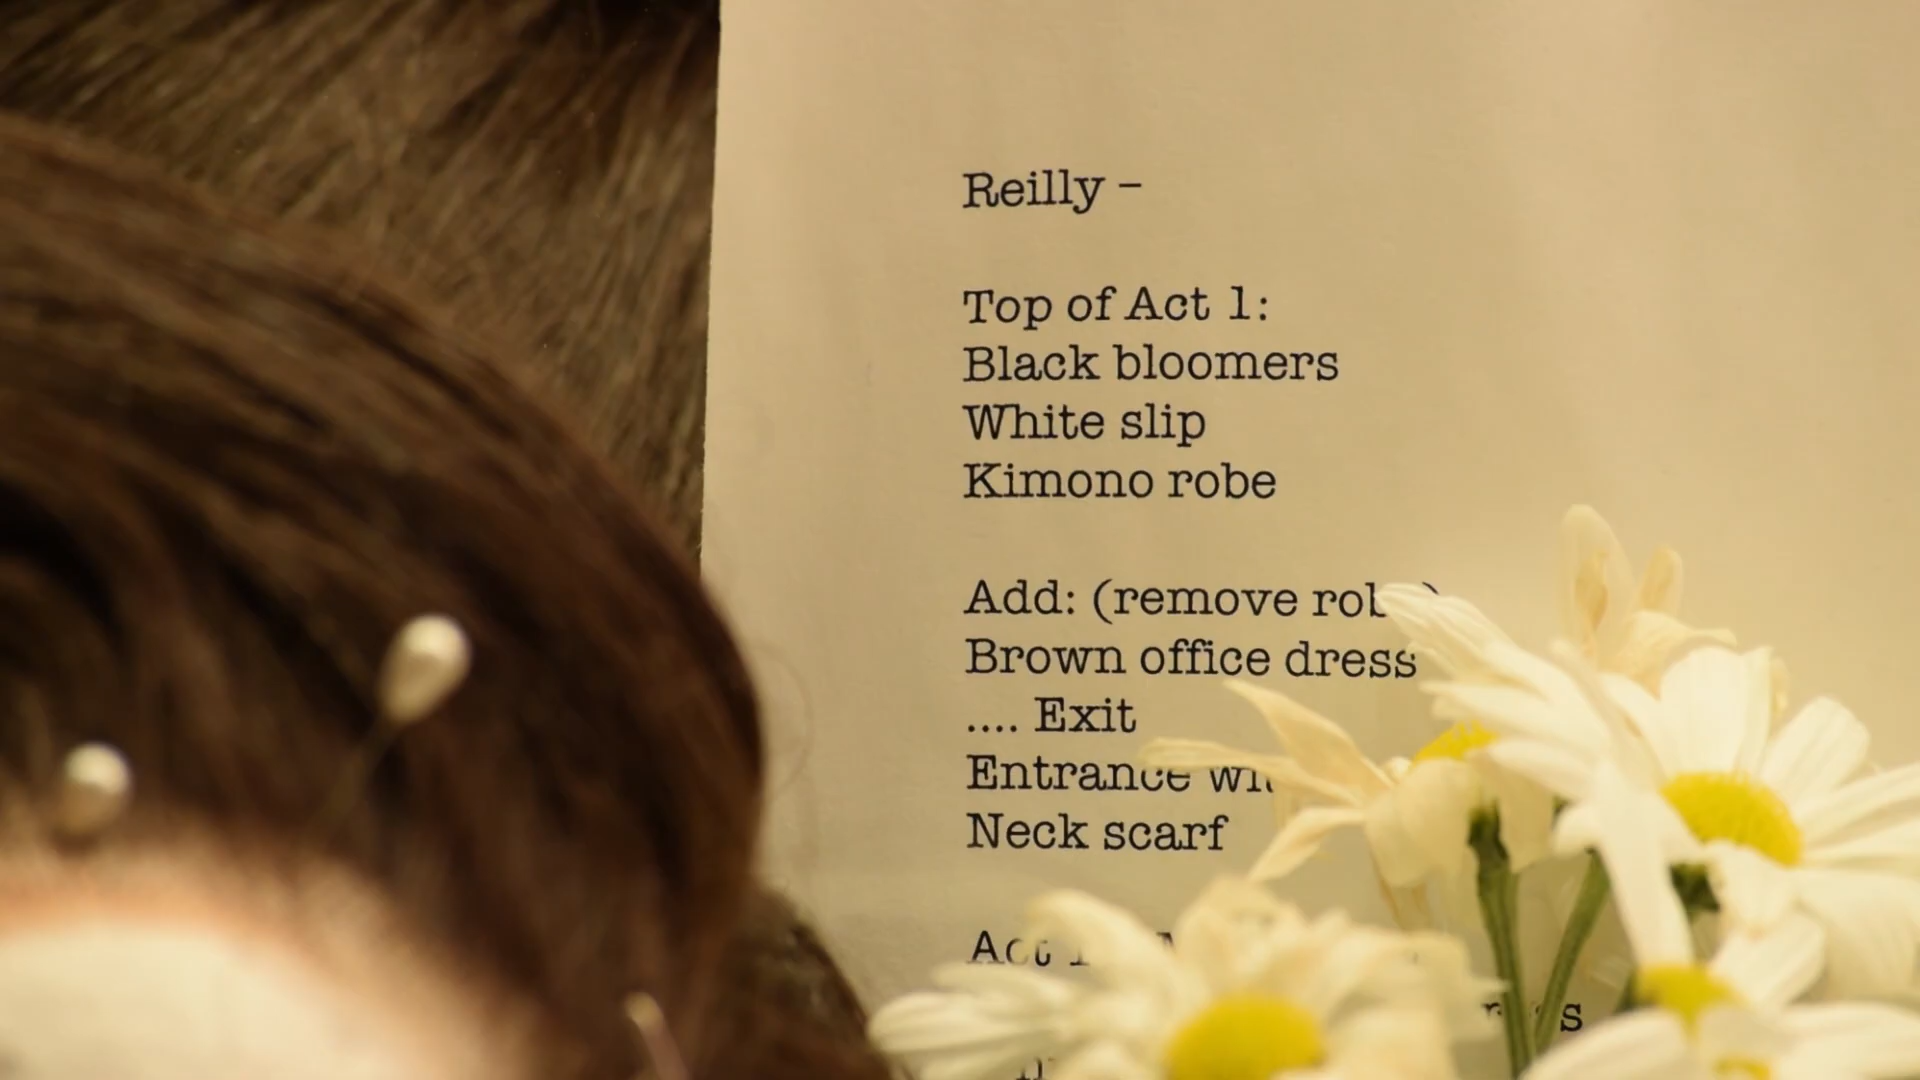 Reilly –
Top of Act 1:
Black bloomers
White slip
Kimono robe
Add: (remove
Brown office dress
.... Exit
Entrance
Neck scarf
Act